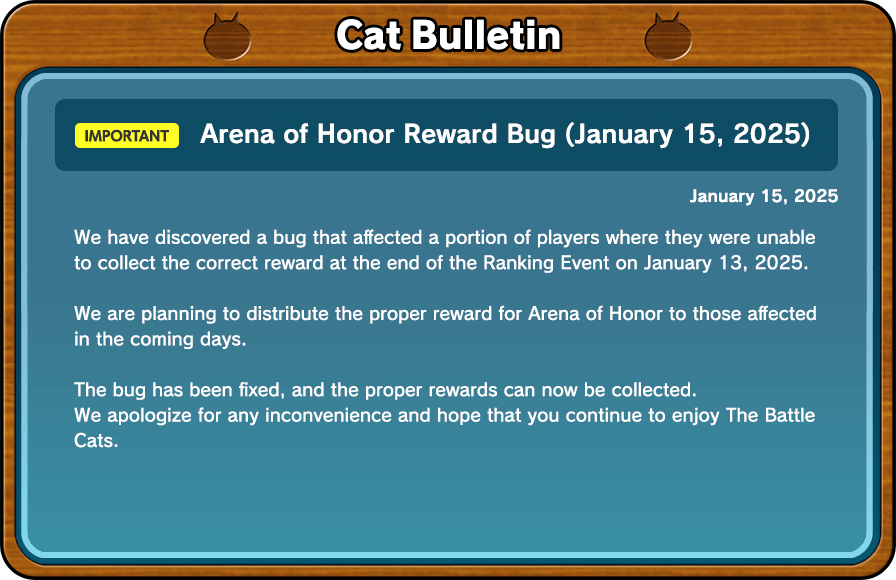 Cat Bulletin
IMPORTANT Arena of Honor Reward Bug (January 15, 2025)
January 15, 2025
We have discovered a bug that affected a portion of players where they were unable
to collect the correct reward at the end of the Ranking Event on January 13, 2025.
We are planning to distribute the proper reward for Arena of Honor to those affected
in the coming days.
The bug has been fixed, and the proper rewards can now be collected.
We apologize for any inconvenience and hope that you continue to enjoy The Battle
Cats.